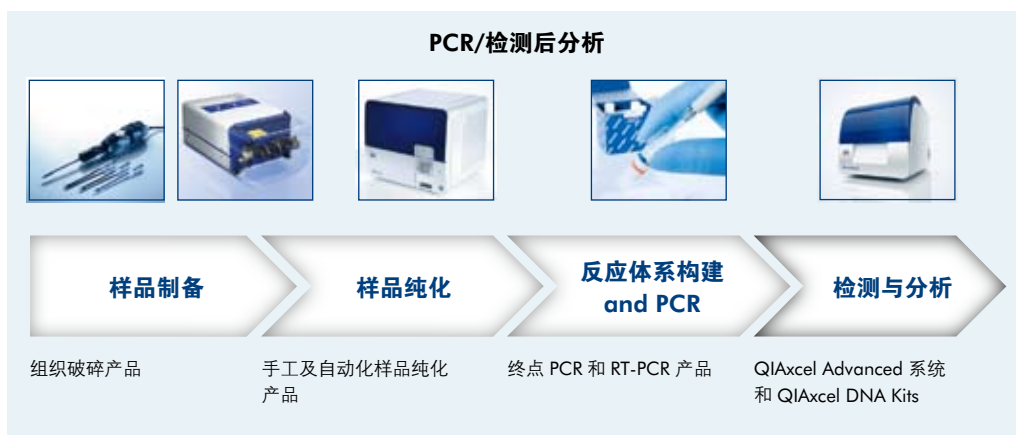 PCR/检测后分析
样品制备
样品纯化
反应体系构建
and PCR
检测与分析
组织破碎产品
手工及自动化样品纯化
产品
终点 PCR 和 RT-PCR 产品
QIAxcel Advanced 系统
和 QIAxcel DNA Kits